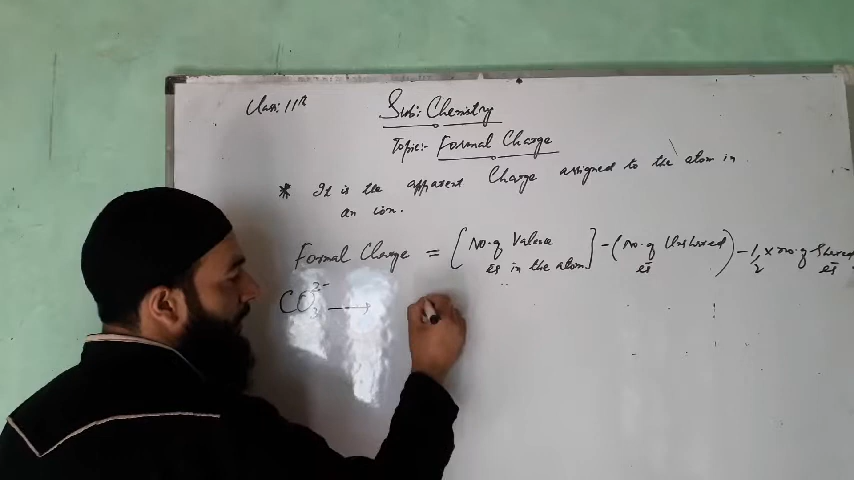 Class: 11th
Sub: Chemistry
Topic:- Formal Charge
* It is the apparent Charge assigned to the atom in
an ion.
Formal Charge = [No. of Valence es in the atom] - (No. of Unshared es) - 1/2 x no. of Shared es
CO₃²⁻ →